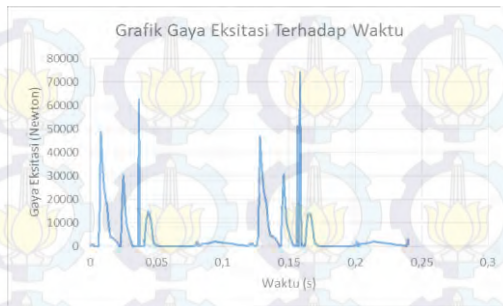 Grafik Gaya Eksitasi Terhadap Waktu
80000
70000
60000
50000
40000
30000
20000
10000
0
Gaya Eksitasi (Newton)
0 0,05 0,1 0,15 0,2 0,25 0,3
Waktu (s)